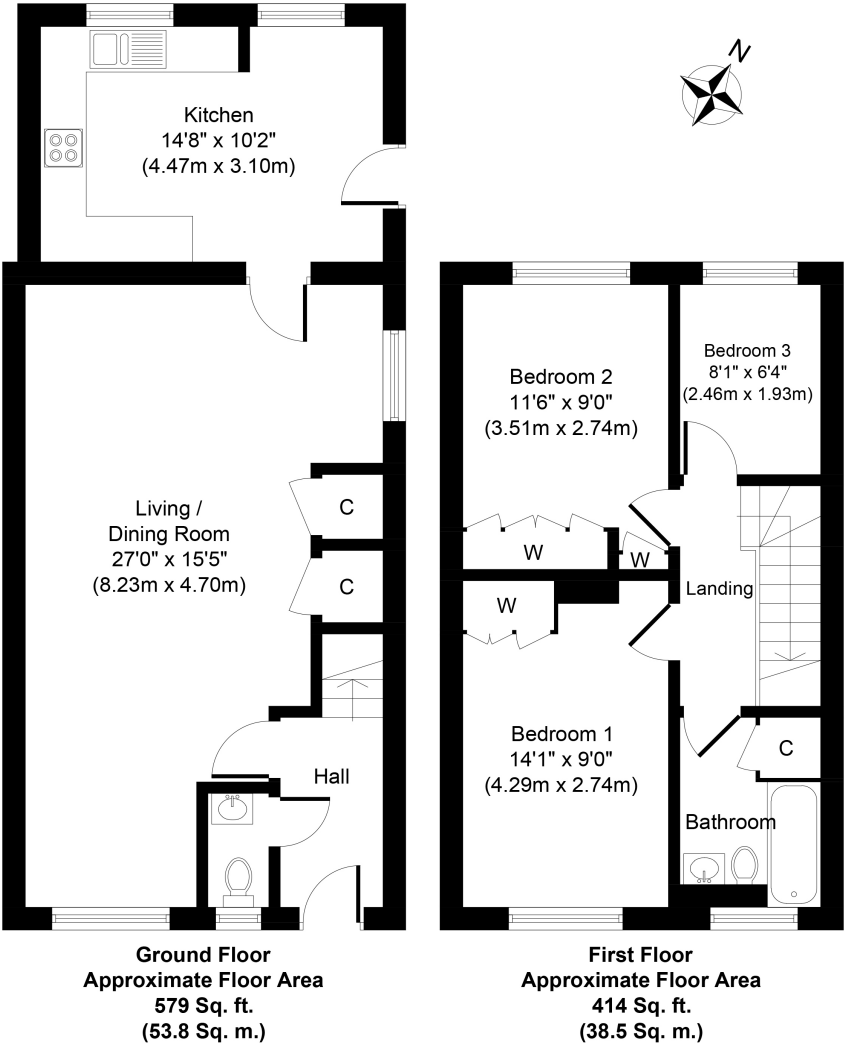 N
Kitchen
14'8" x 10'2"
(4.47m x 3.10m)
Living /
Dining Room
27'0" x 15'5"
(8.23m x 4.70m)
C
C
Hall
Bedroom 2
11'6" x 9'0"
(3.51m x 2.74m)
Bedroom 3
8'1" x 6'4"
(2.46m x 1.93m)
W
W
W
Landing
Bedroom 1
14'1" x 9'0"
(4.29m x 2.74m)
C
Bathroom
Ground Floor
Approximate Floor Area
579 Sq. ft.
(53.8 Sq. m.)
First Floor
Approximate Floor Area
414 Sq. ft.
(38.5 Sq. m.)